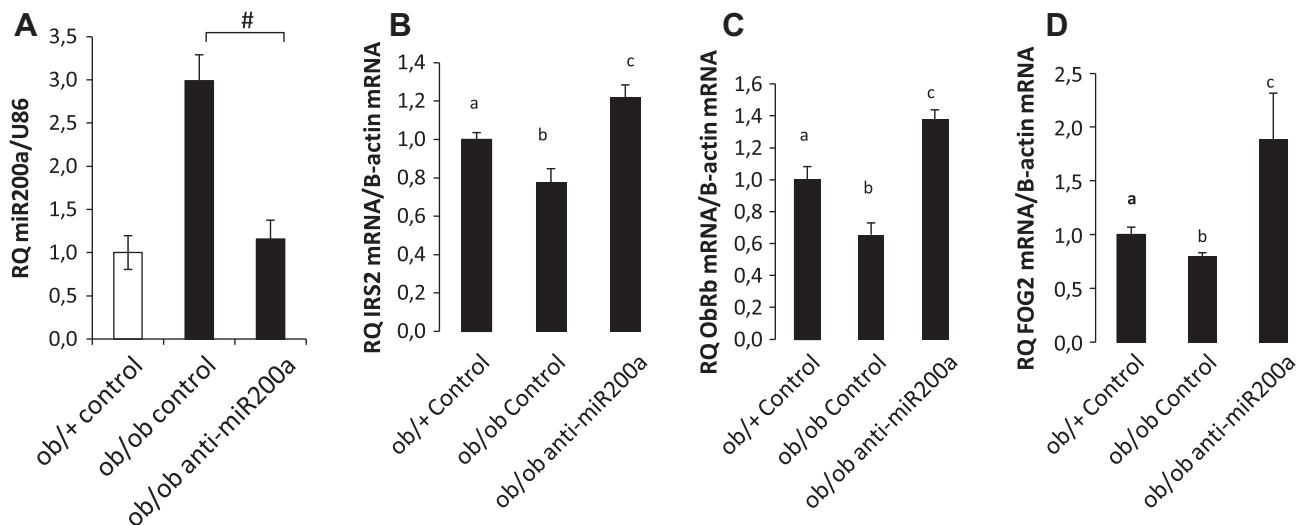 A
RQ miR200a/U86
3,5
3,0
2,5
2,0
1,5
1,0
0,5
0,0
#
ob/+ control
ob/ob control
ob/ob anti-miR200a
B
RQ IRS2 mRNA/B-actin mRNA
1,4
1,2
1,0
0,8
0,6
0,4
0,2
0,0
a
b
c
ob/+ Control
ob/ob Control
ob/ob anti-miR200a
C
RQ ObRb mRNA/B-actin mRNA
1,6
1,4
1,2
1,0
0,8
0,6
0,4
0,2
0,0
a
b
c
ob/+ Control
ob/ob Control
ob/ob anti-miR200a
D
RQ FOG2 mRNA/B-actin mRNA
2,5
2,0
1,5
1,0
0,5
0,0
a
b
c
ob/+ Control
ob/ob Control
ob/ob anti-miR200a